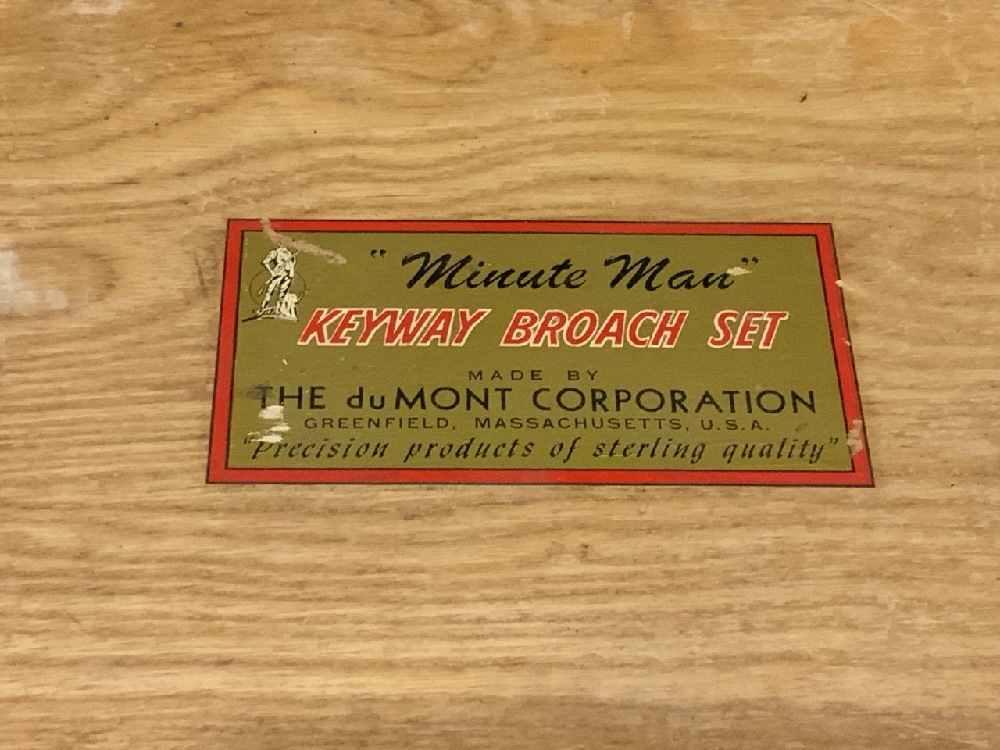 "Minute Man"
KEYWAY BROACH SET
MADE BY
THE duMONT CORPORATION
GREENFIELD, MASSACHUSETTS, U.S.A.
"Precision products of sterling quality"